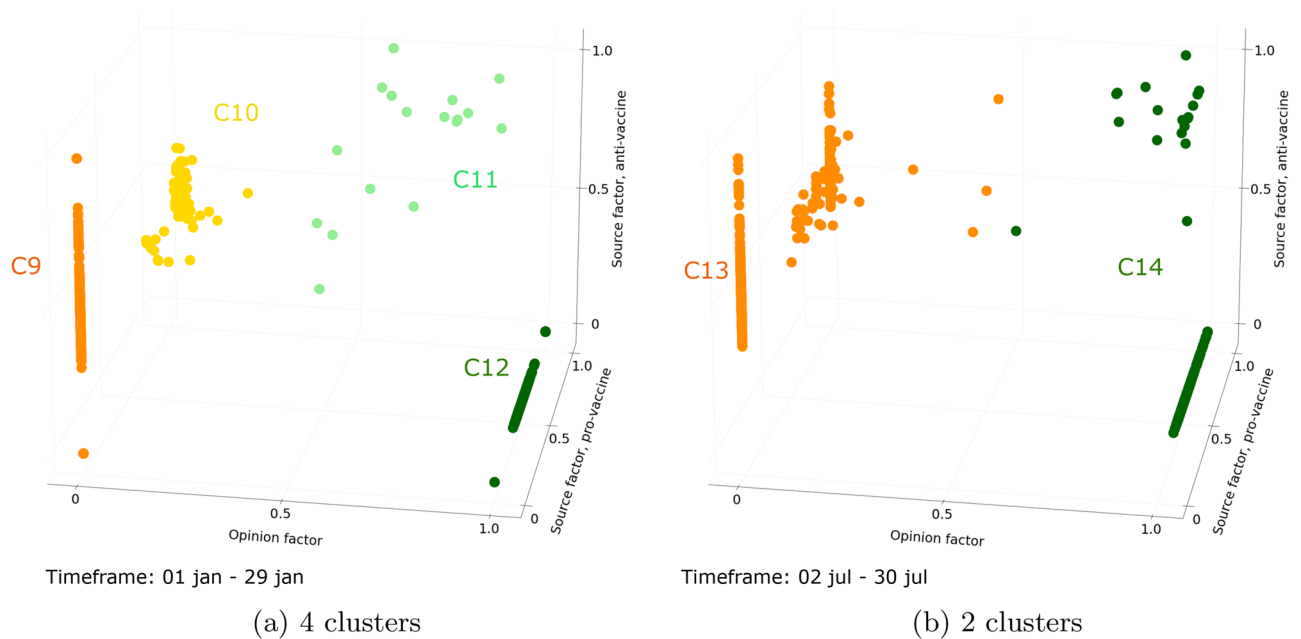 C10
C11
C9
C12
1.0
0.5
0
1.0
0.5
0
Source factor, anti-vaccine
Source factor, pro-vaccine
0
0.5
1.0
Opinion factor
Timeframe: 01 jan - 29 jan
(a) 4 clusters
C13
C14
1.0
0.5
0
1.0
0.5
0
Source factor, anti-vaccine
Source factor, pro-vaccine
0
0.5
1.0
Opinion factor
Timeframe: 02 jul - 30 jul
(b) 2 clusters